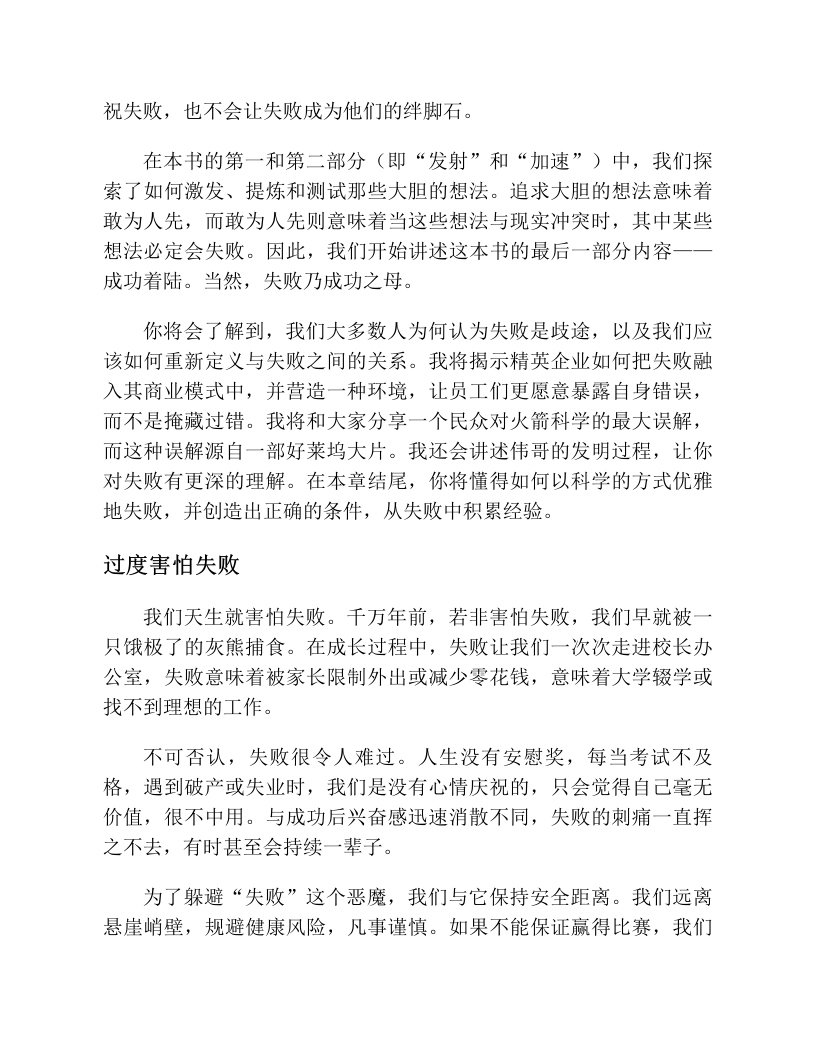 祝失败，也不会让失败成为他们的绊脚石。
在本书的第一和第二部分（即“发射”和“加速”）中，我们探
索了如何激发、提炼和测试那些大胆的想法。追求大胆的想法意味着
敢为人先，而敢为人先则意味着当这些想法与现实冲突时，其中某些
想法必定会失败。因此，我们开始讲述这本书的最后一部分内容——
成功着陆。当然，失败乃成功之母。
你将会了解到，我们大多数人为何认为失败是歧途，以及我们应
该如何重新定义与失败之间的关系。我将揭示精英企业如何把失败融
入其商业模式中，并营造一种环境，让员工们更愿意暴露自身错误，
而不是掩藏过错。我将和大家分享一个民众对火箭科学的最大误解，
而这种误解源自一部好莱坞大片。我还会讲述伟哥的发明过程，让你
对失败有更深的理解。在本章结尾，你将懂得如何以科学的方式优雅
地失败，并创造出正确的条件，从失败中积累经验。
过度害怕失败
我们天生就害怕失败。千万年前，若非害怕失败，我们早就被一
只饿极了的灰熊捕食。在成长过程中，失败让我们一次次走进校长办
公室，失败意味着被家长限制外出或减少零花钱，意味着大学辍学或
找不到理想的工作。
不可否认，失败很令人难过。人生没有安慰奖，每当考试不及
格，遇到破产或失业时，我们是没有心情庆祝的，只会觉得自己毫无
价值，很不中用。与成功后兴奋感迅速消散不同，失败的刺痛一直挥
之不去，有时甚至会持续一辈子。
为了躲避“失败”这个恶魔，我们与它保持安全距离。我们远离
悬崖峭壁，规避健康风险，凡事谨慎。如果不能保证赢得比赛，我们